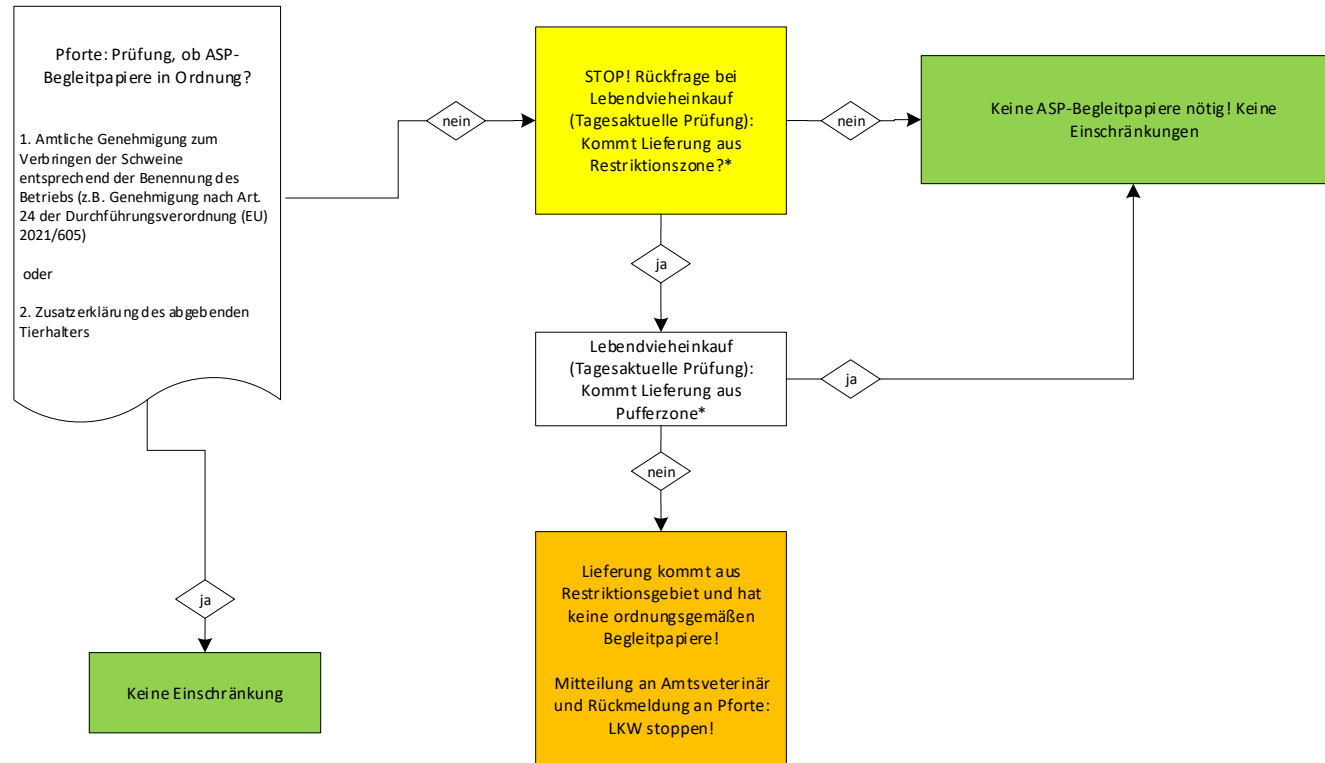 Pforte: Prüfung, ob ASP-
Begleitpapiere in Ordnung?
1. Amtliche Genehmigung zum
Verbringen der Schweine
entsprechend der Benennung des
Betriebs (z.B. Genehmigung nach Art.
24 der Durchführungsverordnung (EU)
2021/605)
oder
2. Zusatzerklärung des abgebenden
Tierhalters
nein
STOP! Rückfrage bei
Lebendvieheinkauf
(Tagesaktuelle Prüfung):
Kommt Lieferung aus
Restriktionszone?*
nein
Keine ASP-Begleitpapiere nötig! Keine
Einschränkungen
ja
Lebendvieheinkauf
(Tagesaktuelle Prüfung):
Kommt Lieferung aus
Pufferzone*
ja
nein
Lieferung kommt aus
Restriktionsgebiet und hat
keine ordnungsgemäßen
Begleitpapiere!
Mitteilung an Amtsveterinär
und Rückmeldung an Pforte:
LKW stoppen!
ja
Keine Einschränkung